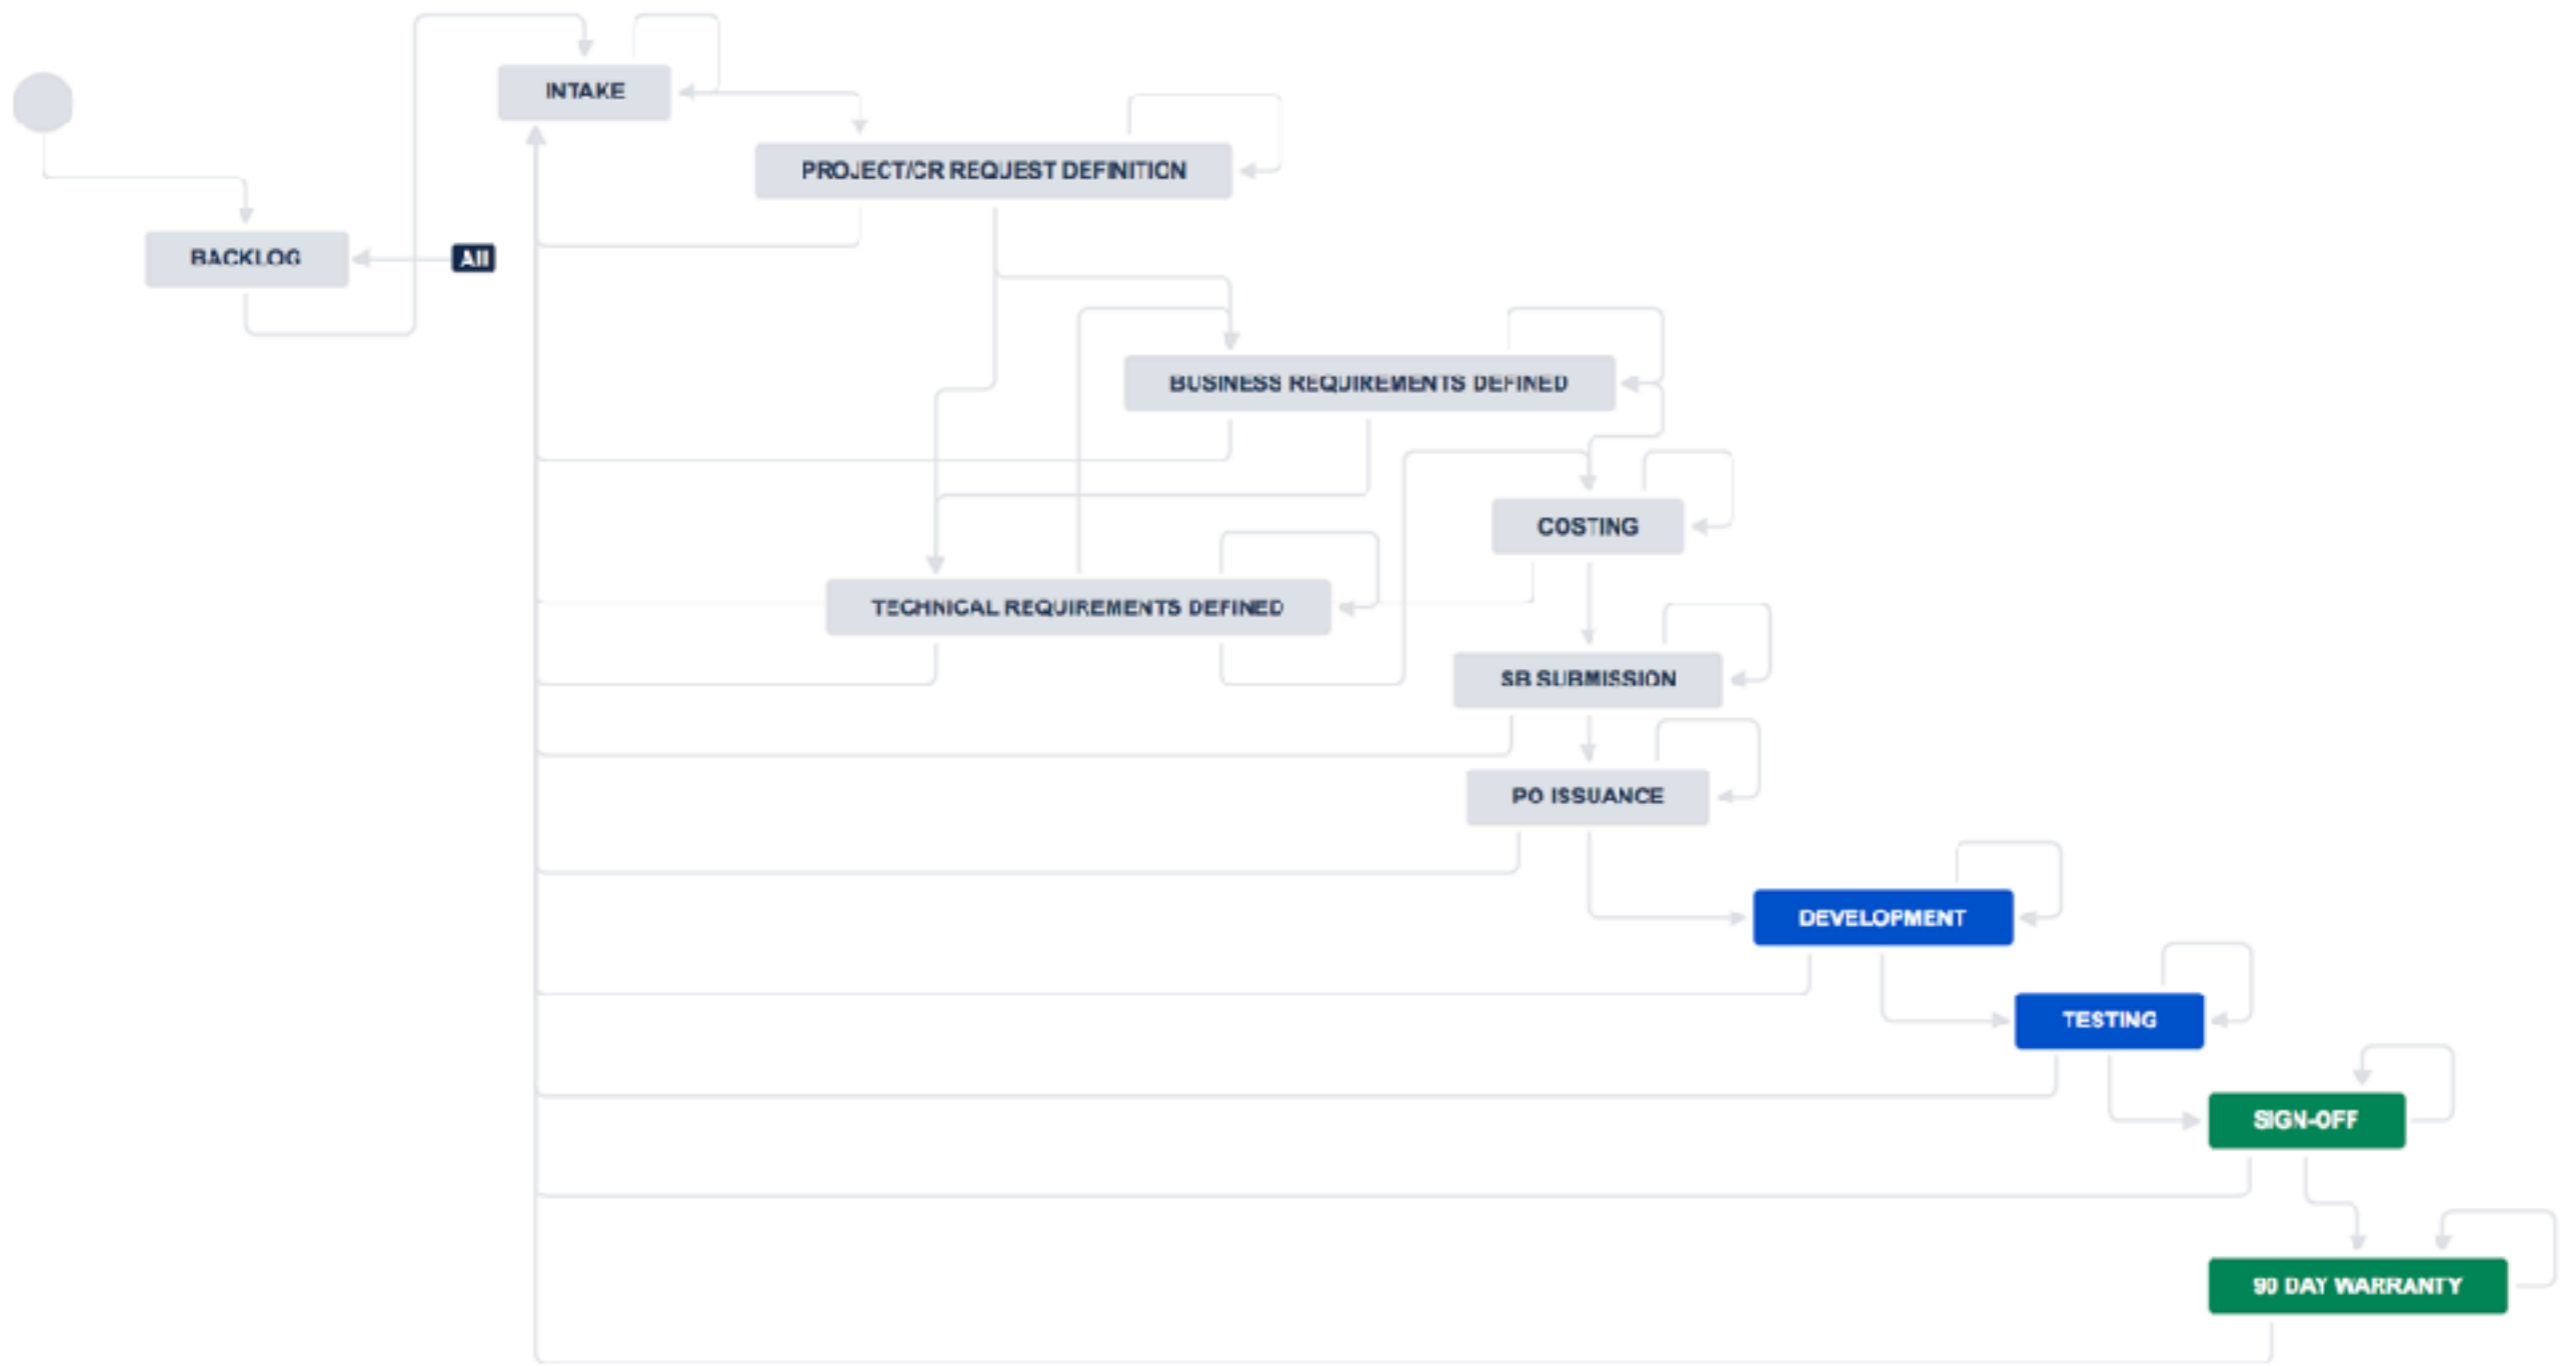 INTAKE
PROJECT/CR REQUEST DEFINITION
BACKLOG
All
BUSINESS REQUIREMENTS DEFINED
COSTING
TECHNICAL REQUIREMENTS DEFINED
SB SUBMISSION
PO ISSUANCE
DEVELOPMENT
TESTING
SIGN-OFF
90 DAY WARRANTY